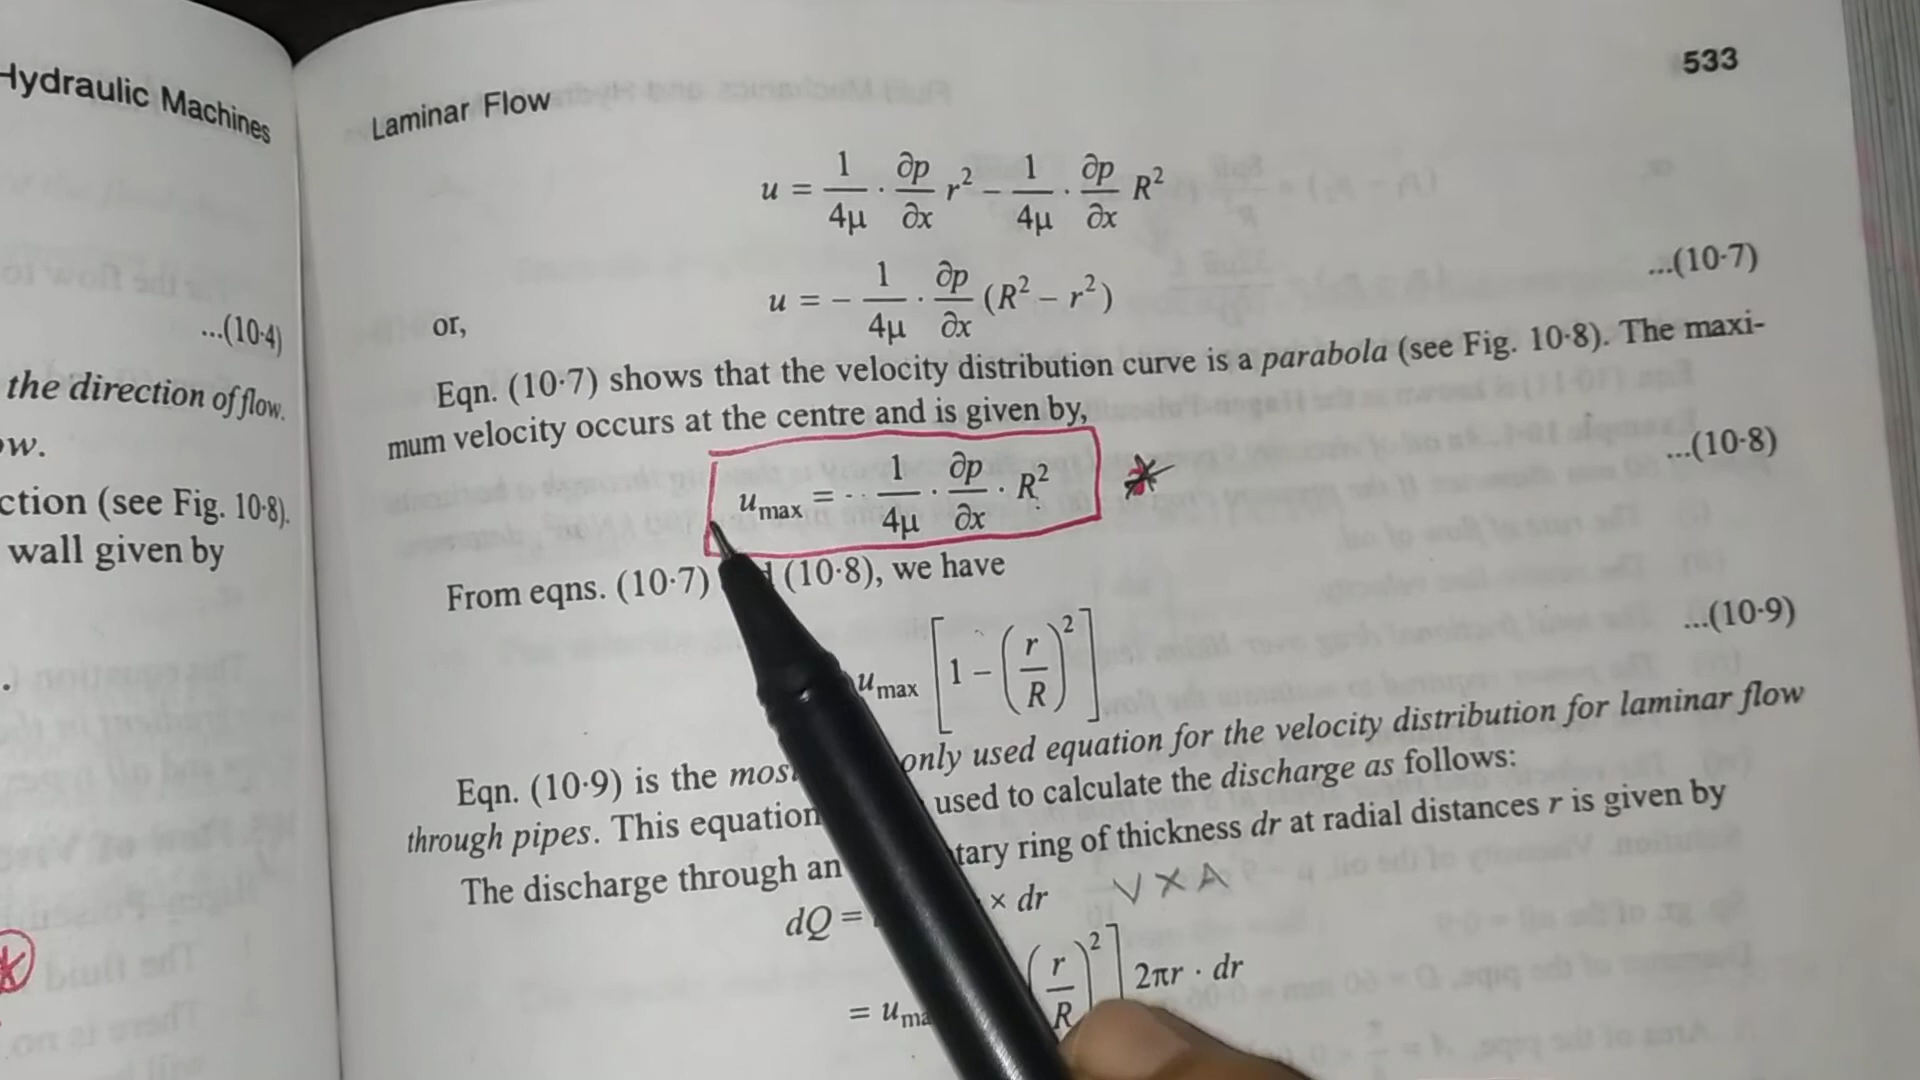 Hydraulic Machines
...(10·4)
the direction of flow.
ow.
ction (see Fig. 10·8).
wall given by
Laminar Flow
533
u = 1/4μ · ∂p/∂x r² − 1/4μ · ∂p/∂x R²
or, u = − 1/4μ · ∂p/∂x (R² − r²) ...(10·7)
Eqn. (10·7) shows that the velocity distribution curve is a parabola (see Fig. 10·8). The maxi-
mum velocity occurs at the centre and is given by,
u max = − 1/4μ · ∂p/∂x · R² ...(10·8)
From eqns. (10·7) (10·8), we have
u max [1 − (r/R)²] ...(10·9)
Eqn. (10·9) is the most only used equation for the velocity distribution for laminar flow
through pipes. This equation used to calculate the discharge as follows:
The discharge through an tary ring of thickness dr at radial distances r is given by
dQ = × dr V X A
= u ma (r/R)²] 2πr · dr